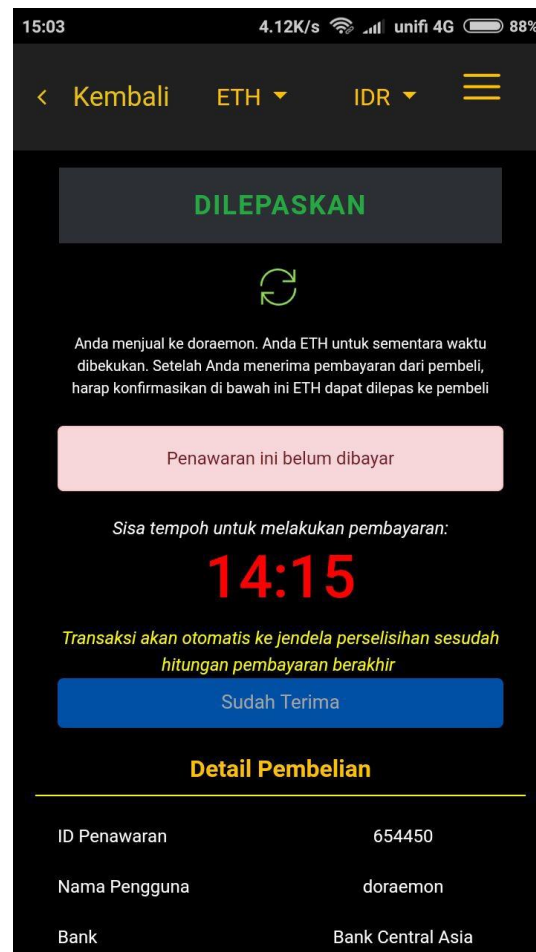 15:03 4.12K/s unifi 4G 88%
Kembali ETH IDR
DILEPASKAN
Anda menjual ke doraemon. Anda ETH untuk sementara waktu
dibekukan. Setelah Anda menerima pembayaran dari pembeli,
harap konfirmasikan di bawah ini ETH dapat dilepas ke pembeli
Penawaran ini belum dibayar
Sisa tempoh untuk melakukan pembayaran:
14:15
Transaksi akan otomatis ke jendela perselisihan sesudah
hitungan pembayaran berakhir
Sudah Terima
Detail Pembelian
ID Penawaran 654450
Nama Pengguna doraemon
Bank Bank Central Asia